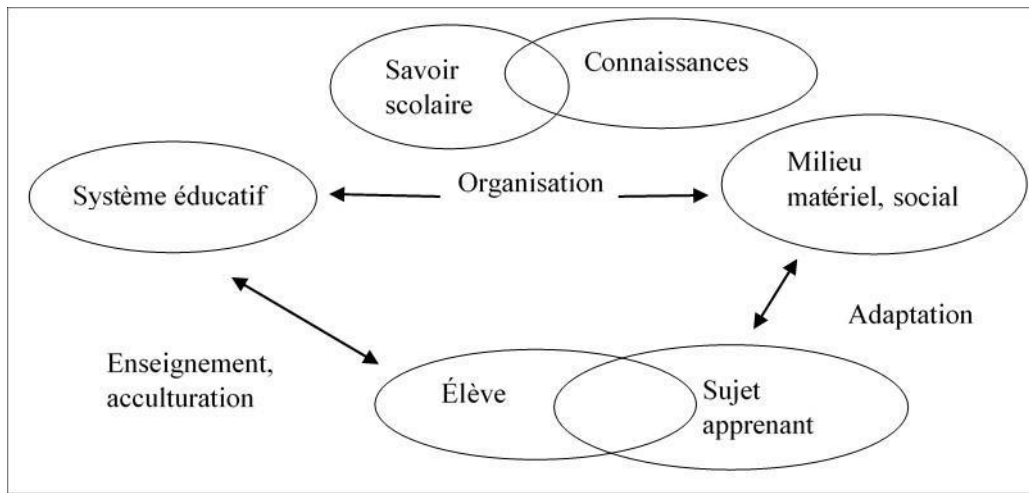 Savoir
scolaire
Connaissances
Système éducatif
Organisation
Milieu
matériel, social
Adaptation
Enseignement,
acculturation
Élève
Sujet
apprenant